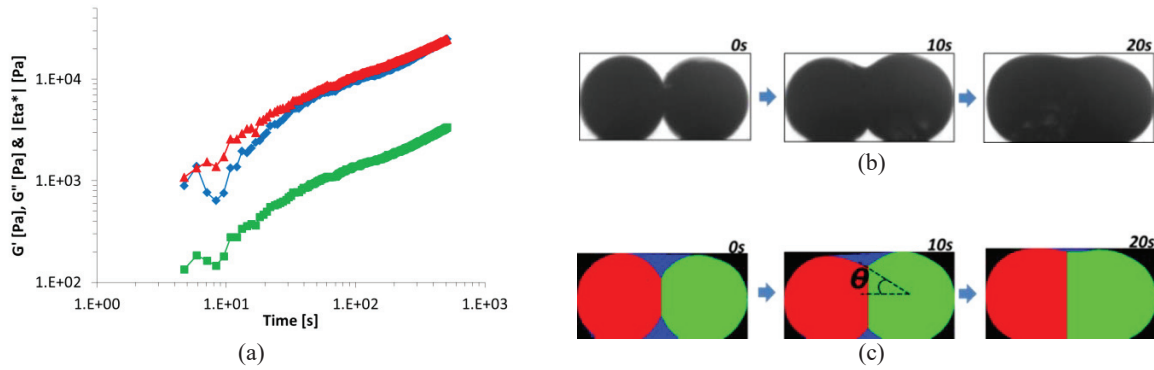 G' [Pa], G" [Pa] & |Eta*| [Pa]
1.E+04
1.E+03
1.E+02
1.E+00
1.E+01
1.E+02
1.E+03
Time [s]
(a)
0s
10s
20s
(b)
0s
10s
20s
θ
(c)